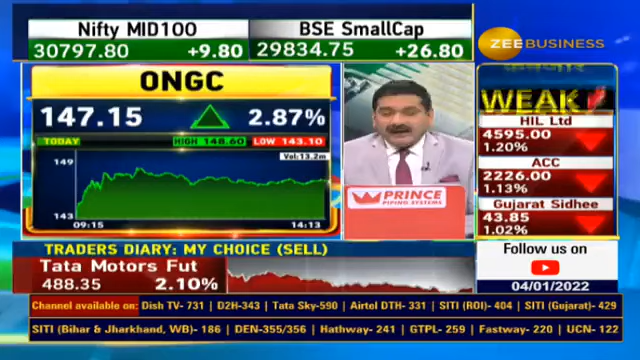 Nifty MID100
30797.80 +9.80
BSE SmallCap
29834.75 +26.80
ZEE BUSINESS
ONGC
147.15 2.87%
TODAY HIGH 148.60 LOW 143.10
Vol:13.2m
149
143
09:15 14:13
PRINCE
PIPING SYSTEMS
WEAK
HIL Ltd
4595.00
1.20%
ACC
2226.00
1.13%
Gujarat Sidhee
43.85
1.02%
TRADERS DIARY: MY CHOICE (SELL)
Tata Motors Fut
488.35 2.10%
Follow us on
04/01/2022
Channel available on: Dish TV- 731 | D2H-343 | Tata Sky-590 | Airtel DTH- 331 | SITI (ROI)- 404 | SITI (Gujarat)- 429
SITI (Bihar & Jharkhand, WB)- 186 | DEN-355/356 | Hathway- 241 | GTPL- 259 | Fastway- 220 | UCN- 122